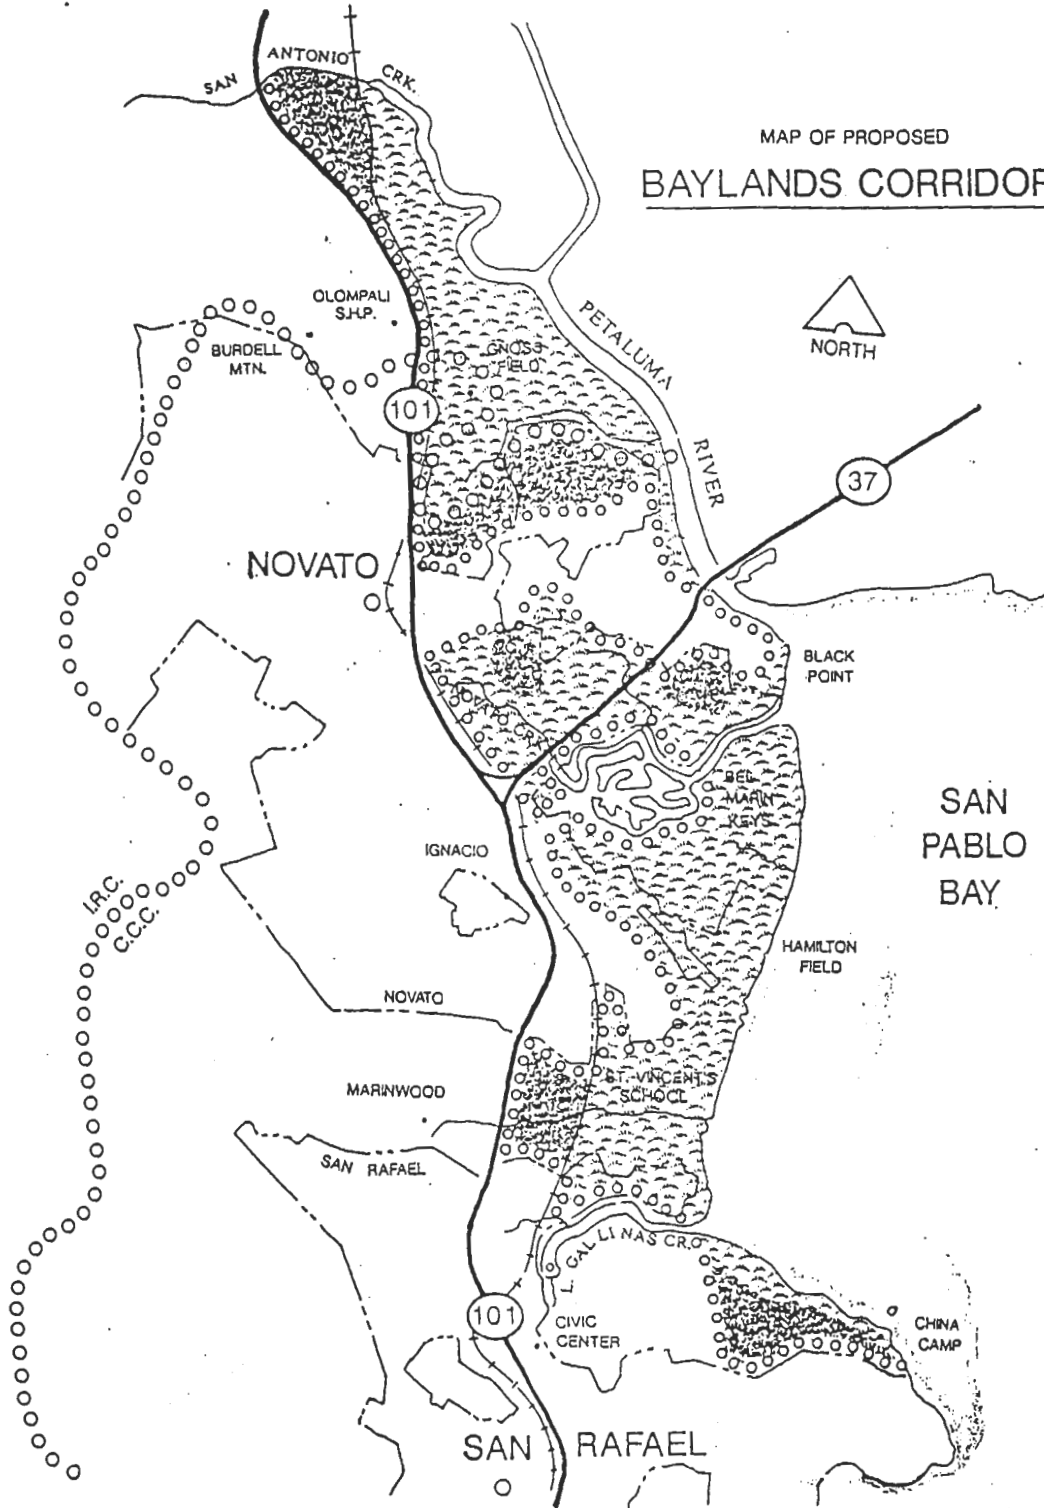 SAN ANTONIO CRK.
MAP OF PROPOSED
BAYLANDS CORRIDOR
OLOMPALI
S.H.P.
BURDELL
MTN.
NORTH
GNOSS
FIELD
PETALUMA RIVER
101
37
NOVATO
BLACK
POINT
BEL
MARIN
KEYS
SAN
PABLO
BAY
IGNACIO
I.R.C.
C.C.C.
HAMILTON
FIELD
NOVATO
ST. VINCENT'S
SCHOOL
MARINWOOD
SAN RAFAEL
L. GALLINAS CR.
101
CIVIC
CENTER
CHINA
CAMP
SAN RAFAEL